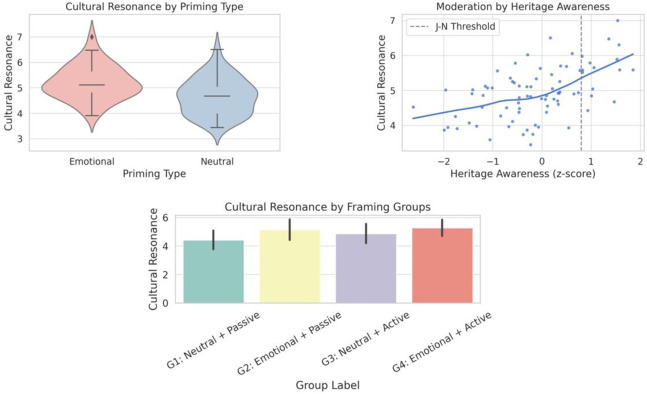 Cultural Resonance by Priming Type
Cultural Resonance
7
6
5
4
3
Emotional
Neutral
Priming Type
Moderation by Heritage Awareness
Cultural Resonance
J-N Threshold
7
6
5
4
−2
−1
0
1
2
Heritage Awareness (z-score)
Cultural Resonance by Framing Groups
Cultural Resonance
6
4
2
0
G1: Neutral + Passive
G2: Emotional + Passive
G3: Neutral + Active
G4: Emotional + Active
Group Label